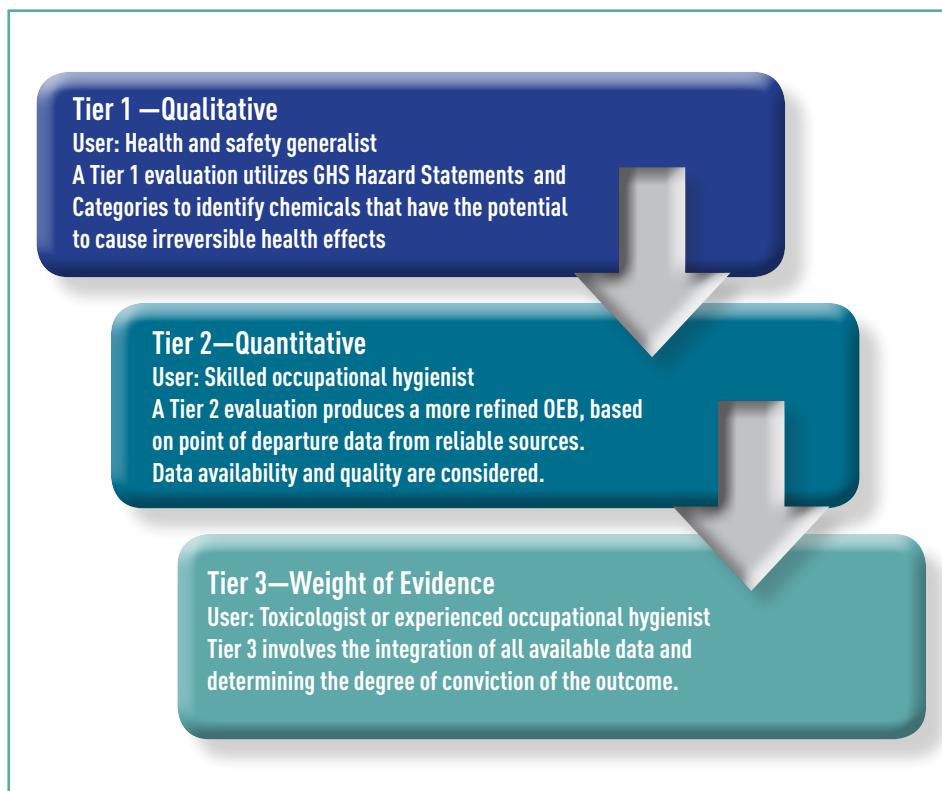 Tier 1 —Qualitative
User: Health and safety generalist
A Tier 1 evaluation utilizes GHS Hazard Statements and
Categories to identify chemicals that have the potential
to cause irreversible health effects
Tier 2—Quantitative
User: Skilled occupational hygienist
A Tier 2 evaluation produces a more refined OEB, based
on point of departure data from reliable sources.
Data availability and quality are considered.
Tier 3—Weight of Evidence
User: Toxicologist or experienced occupational hygienist
Tier 3 involves the integration of all available data and
determining the degree of conviction of the outcome.